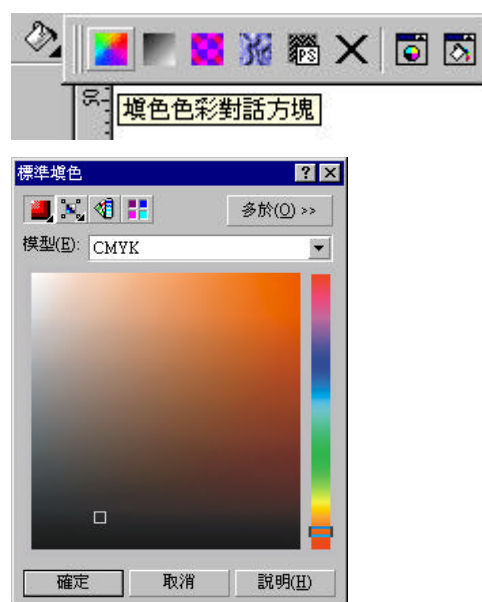 PS
填色色彩對話方塊
標準填色
多於(O) >>
模型(E): CMYK
確定 取消 說明(H)